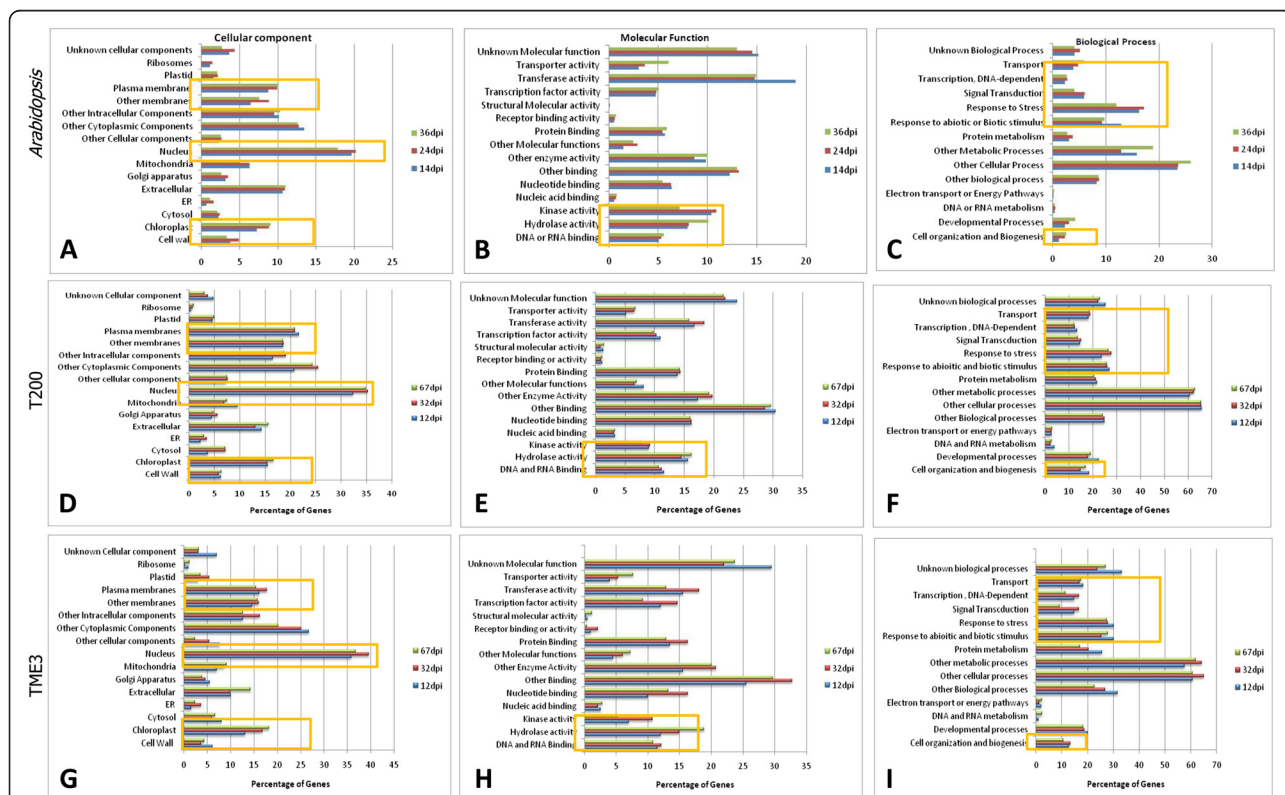 Arabidopsis
Cellular component
Unknown cellular components
Ribosomes
Plastid
Plasma membrane
Other membrane
Other Intracellular Components
Other Cytoplasmic Components
Other Cellular Components
Nucleu
Mitochondria
Golgi apparatus
Extracellular
ER
Cytosol
Chloroplast
Cell wall
36dpi
24dpi
14dpi
0 5 10 15 20 25
A
Molecular Function
Unknown Molecular function
Transporter activity
Transferase activity
Transcription factor activity
Structural Molecular activity
Receptor binding activity
Protein Binding
Other Molecular functions
Other enzyme activity
Other binding
Nucleotide binding
Nucleic acid binding
Kinase activity
Hydrolase activity
DNA or RNA binding
36dpi
24dpi
14dpi
0 5 10 15 20
B
Biological Process
Unknown Biological Process
Transport
Transcription, DNA-dependent
Signal Transduction
Response to Stress
Response to abiotic or Biotic stimulus
Protein metabolism
Other Metabolic Processes
Other Cellular Process
Other biological process
Electron transport or Energy Pathways
DNA or RNA metabolism
Developmental Processes
Cell organization and Biogenesis
36dpi
24dpi
14dpi
0 10 20 30
C
T200
Unknown Cellular component
Ribosome
Plastid
Plasma membranes
Other membranes
Other Intracellular components
Other Cytoplasmic Components
Other cellular components
Nucleu
Mitochondria
Golgi Apparatus
Extracellular
ER
Cytosol
Chloroplast
Cell Wall
67dpi
32dpi
12dpi
0 5 10 15 20 25 30 35 40
Percentage of Genes
D
Unknown Molecular function
Transporter activity
Transferase activity
Transcription factor activity
Structural molecular activity
Receptor binding or activity
Protein Binding
Other Molecular functions
Other Enzyme Activity
Other Binding
Nucleotide binding
Nucleic acid binding
Kinase activity
Hydrolase activity
DNA and RNA Binding
67dpi
32dpi
12dpi
0 5 10 15 20 25 30 35
Percentage of Genes
E
Unknown biological processes
Transport
Transcription , DNA-Dependent
Signal Transcduction
Response to stress
Response to abioitic and biotic stimulus
Protein metabolism
Other metabolic processes
Other cellular processes
Other Biological processes
Electron transport or energy pathways
DNA and RNA metabolism
Developmental processes
Cell organization and biogenesis
67dpi
32dpi
12dpi
0 10 20 30 40 50 60 70
Percentage of Genes
F
TME3
Unknown Cellular component
Ribosome
Plastid
Plasma membranes
Other membranes
Other Intracellular components
Other Cytoplasmic Components
Other cellular components
Nucleus
Mitochondria
Golgi Apparatus
Extracellular
ER
Cytosol
Chloroplast
Cell Wall
67dpi
32dpi
12dpi
0 5 10 15 20 25 30 35 40 45
Percentage of Genes
G
Unknown Molecular function
Transporter activity
Transferase activity
Transcription factor activity
Structural molecular activity
Receptor binding or activity
Protein Binding
Other Molecular functions
Other Enzyme Activity
Other Binding
Nucleotide binding
Nucleic acid binding
Kinase activity
Hydrolase activity
DNA and RNA Binding
67dpi
32dpi
12dpi
0 5 10 15 20 25 30 35
Percentage of Genes
H
Unknown biological processes
Transport
Transcription, DNA-Dependent
Signal Transcduction
Response to stress
Response to abioitic and biotic stimulus
Protein metabolism
Other metabolic processes
Other cellular processes
Other Biological processes
Electron transport or energy pathways
DNA and RNA metabolism
Developmental processes
Cell organization and biogenesis
67dpi
32dpi
12dpi
0 10 20 30 40 50 60 70
Percentage of Genes
I